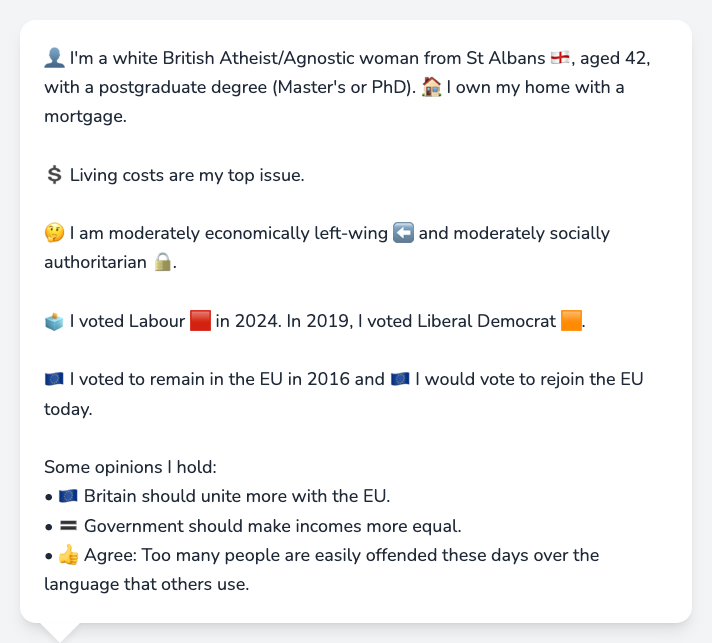 👤 I'm a white British Atheist/Agnostic woman from St Albans 🏴󠁧󠁢󠁥󠁮󠁧󠁿, aged 42,
with a postgraduate degree (Master's or PhD). 🏠 I own my home with a
mortgage.
💲 Living costs are my top issue.
🤔 I am moderately economically left-wing ⬅️ and moderately socially
authoritarian 🔒.
🗳️ I voted Labour 🟥 in 2024. In 2019, I voted Liberal Democrat 🟧.
🇪🇺 I voted to remain in the EU in 2016 and 🇪🇺 I would vote to rejoin the EU
today.
Some opinions I hold:
• 🇪🇺 Britain should unite more with the EU.
• 🟰 Government should make incomes more equal.
• 👍 Agree: Too many people are easily offended these days over the
language that others use.